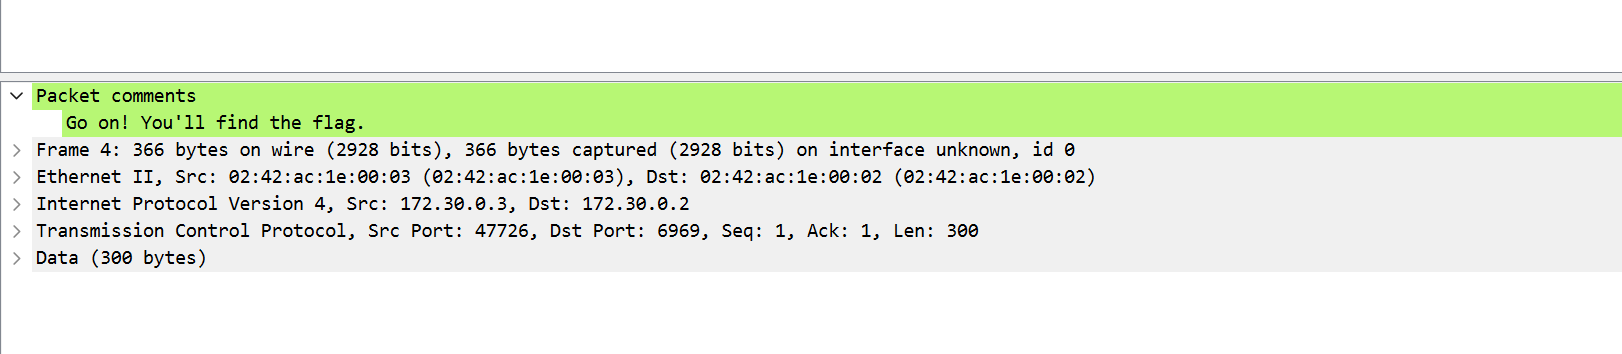 Packet comments
Go on! You'll find the flag.
Frame 4: 366 bytes on wire (2928 bits), 366 bytes captured (2928 bits) on interface unknown, id 0
Ethernet II, Src: 02:42:ac:1e:00:03 (02:42:ac:1e:00:03), Dst: 02:42:ac:1e:00:02 (02:42:ac:1e:00:02)
Internet Protocol Version 4, Src: 172.30.0.3, Dst: 172.30.0.2
Transmission Control Protocol, Src Port: 47726, Dst Port: 6969, Seq: 1, Ack: 1, Len: 300
Data (300 bytes)